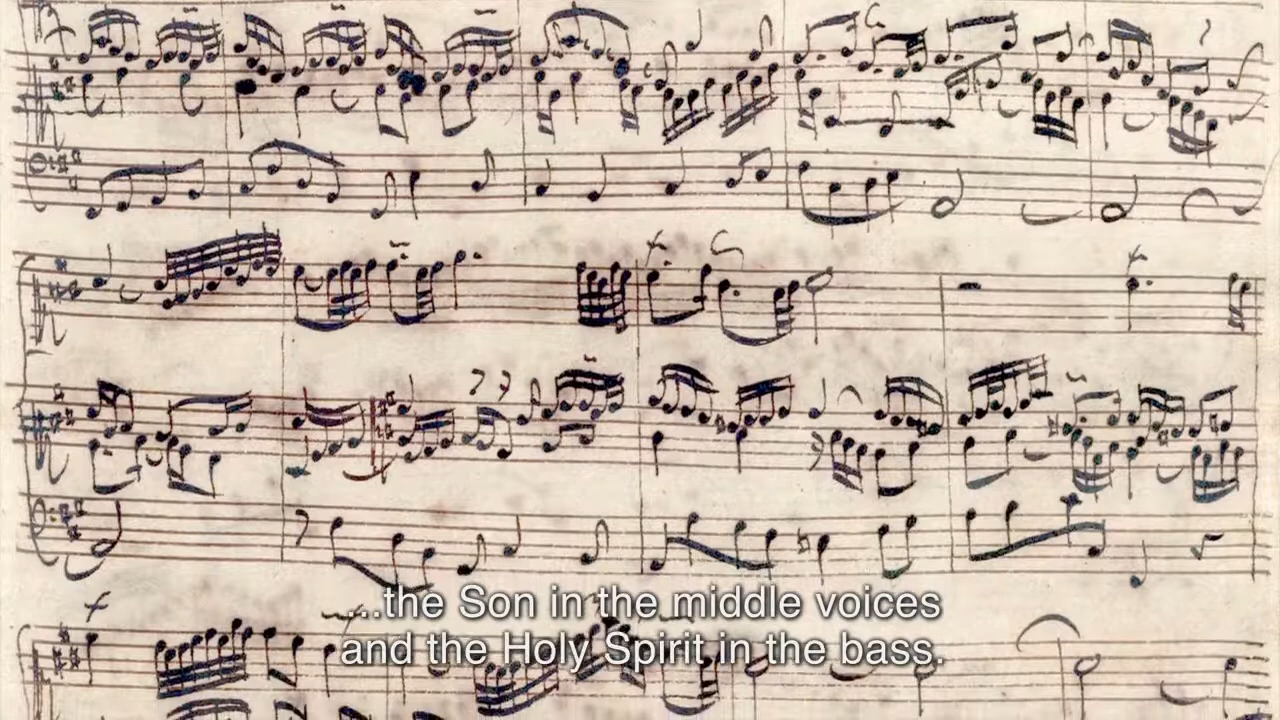 ...the Son in the middle voices
and the Holy Spirit in the bass.